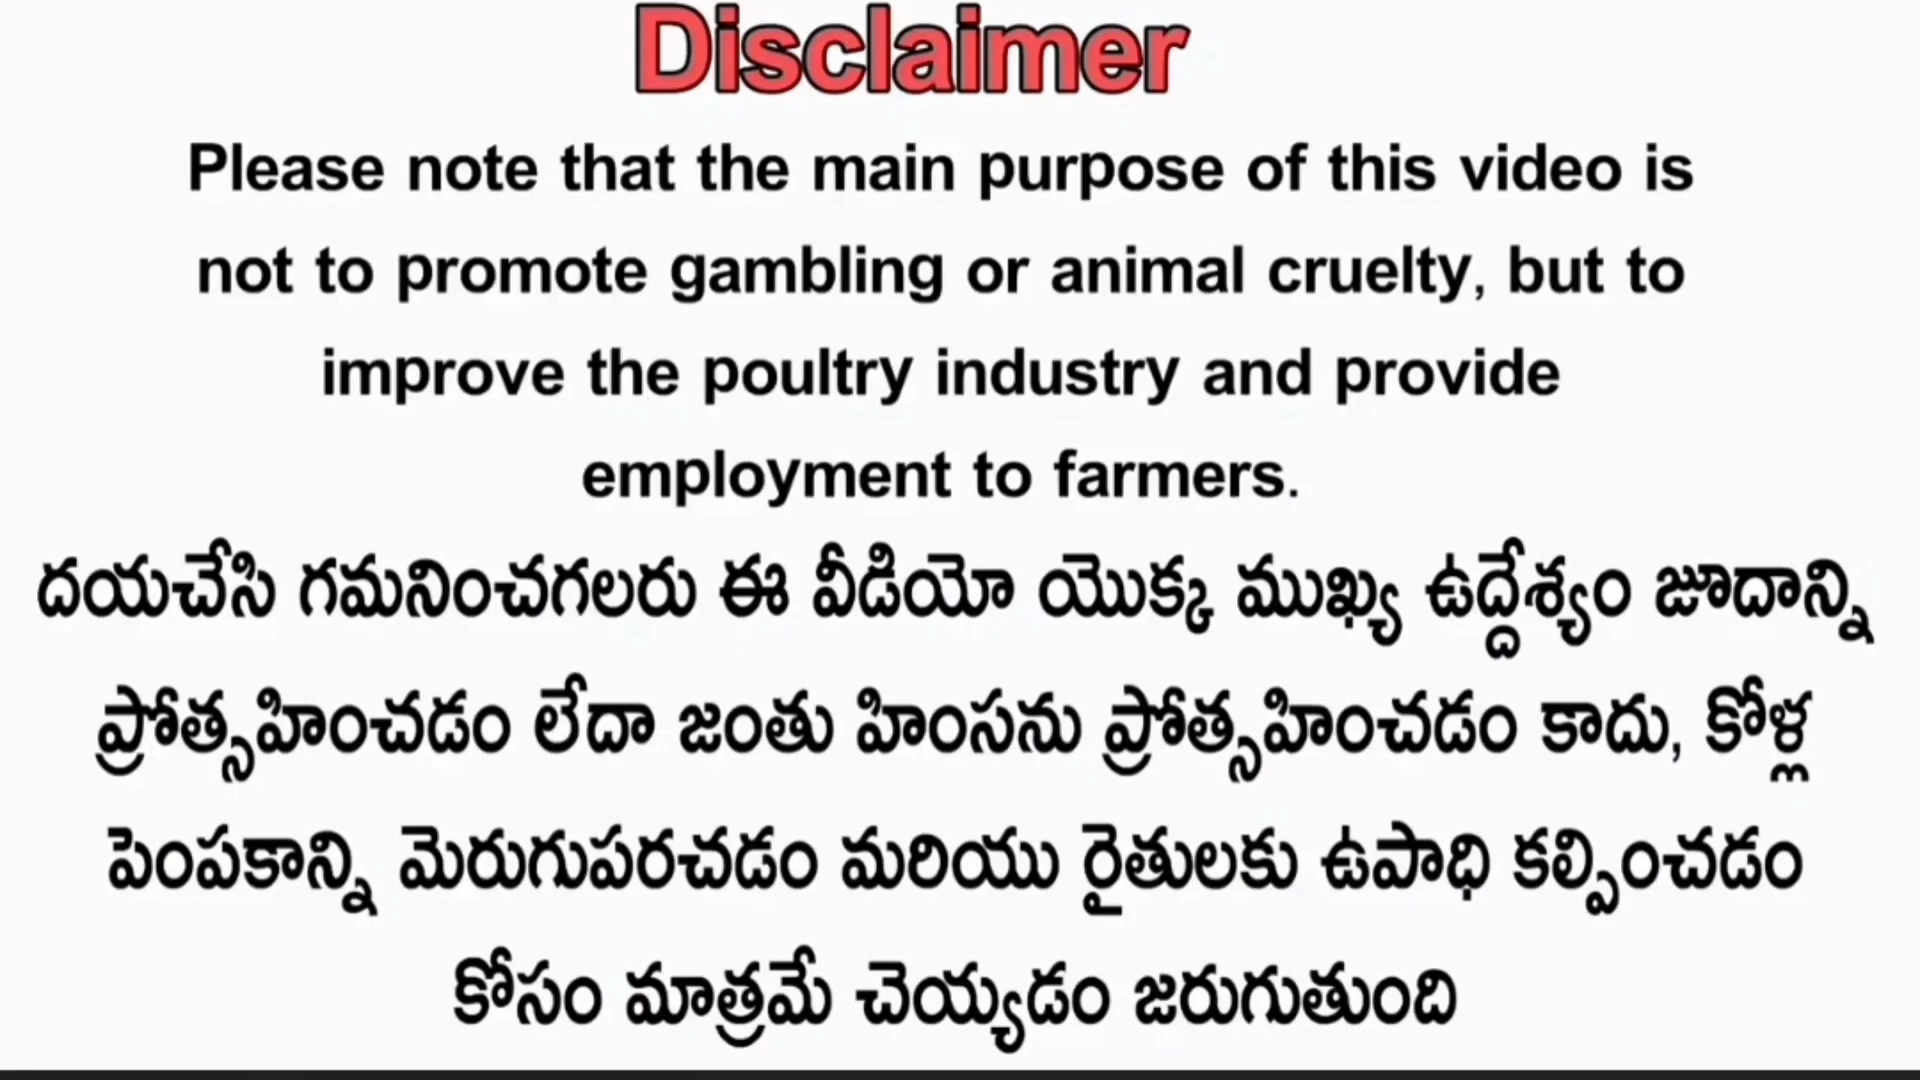 Disclaimer
Please note that the main purpose of this video is
not to promote gambling or animal cruelty, but to
improve the poultry industry and provide
employment to farmers.
దయచేసి గమనించగలరు ఈ వీడియో యొక్క ముఖ్య ఉద్దేశ్యం జూదాన్ని
ప్రోత్సహించడం లేదా జంతు హింసను ప్రోత్సహించడం కాదు, కోళ్ల
పెంపకాన్ని మెరుగుపరచడం మరియు రైతులకు ఉపాధి కల్పించడం
కోసం మాత్రమే చెయ్యడం జరుగుతుంది